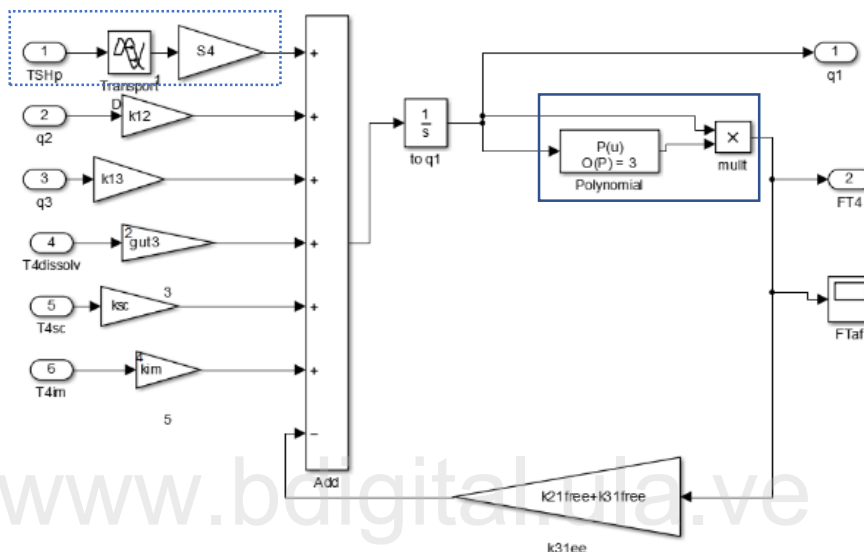 1
TSHp
Transport
D
1
S4
+
2
q2
k12
+
3
q3
k13
+
4
T4dissolv
2
gut3
+
5
T4sc
ksc
3
+
6
T4im
4
kim
+
5
−
Add
1
s
to q1
P(u)
O(P) = 3
Polynomial
×
mullt
1
q1
2
FT4
FTaf
k21free+k31free
k31ee
www.bdigital.ula.ve